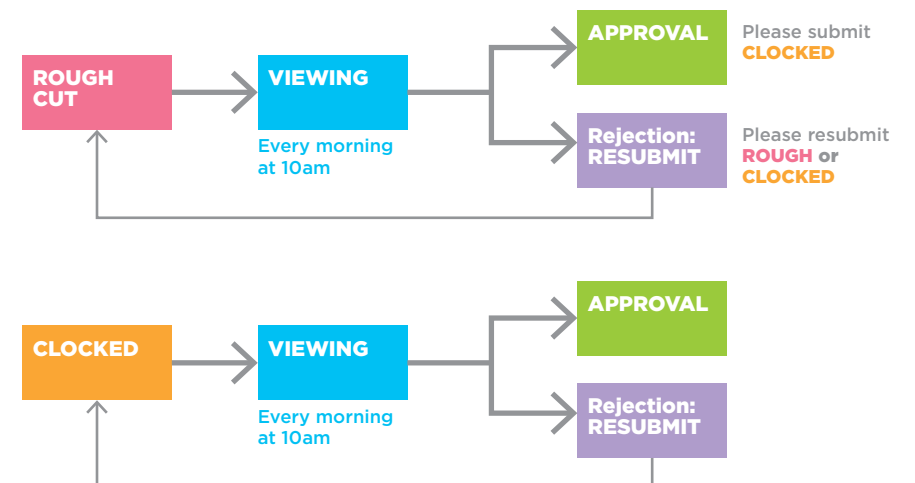 ROUGH
CUT
VIEWING
Every morning
at 10am
APPROVAL
Please submit
CLOCKED
Rejection:
RESUBMIT
Please resubmit
ROUGH or
CLOCKED
CLOCKED
VIEWING
Every morning
at 10am
APPROVAL
Rejection:
RESUBMIT